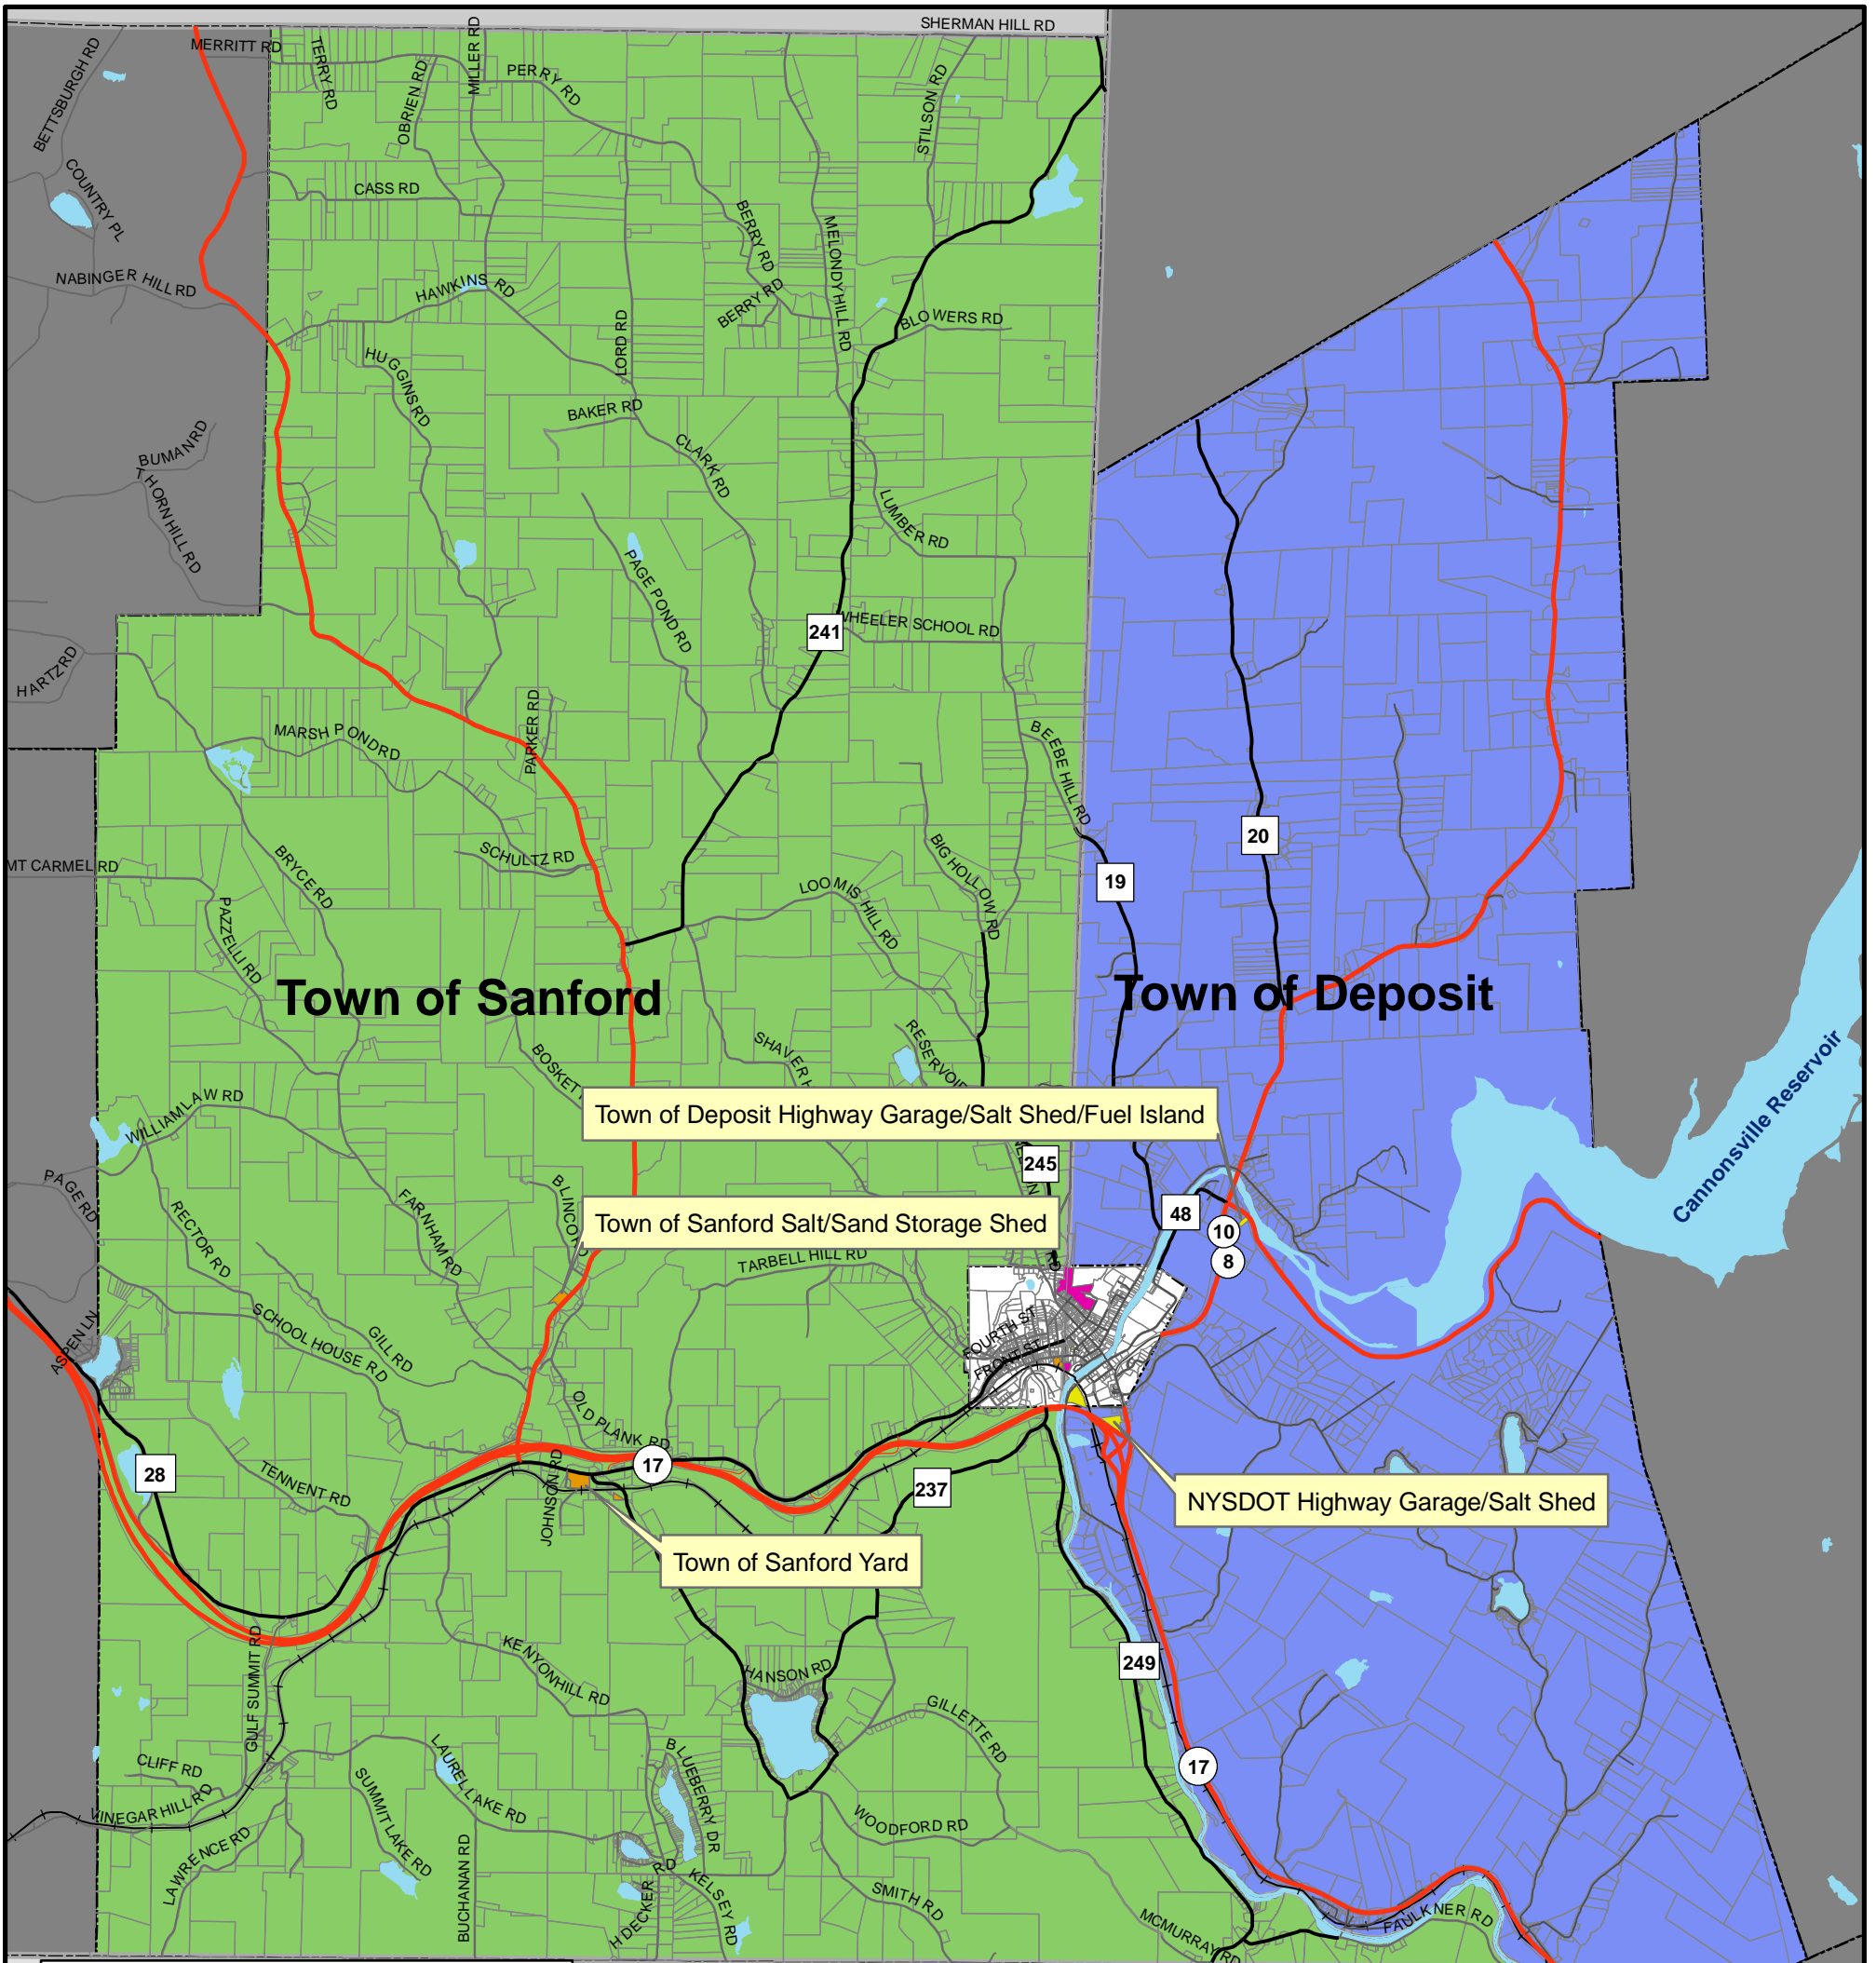 SHERMAN HILL RD
MERRITT RD
TERRY RD
MILLER RD
BETTSBURGH RD
OBRIEN RD
PERRY RD
STILSON RD
COUNTRY PL
CASS RD
BERRY RD
MELONDYHILL RD
NABINGER HILL RD
HAWKINS RD
BERRY RD
BLOWERS RD
LORD RD
HUGGINS RD
BAKER RD
BUMAN RD
THORNHILL RD
CLARK RD
LUMBER RD
PAGE POND RD
241
WHEELER SCHOOL RD
HARTZ RD
PARKER RD
MARSH POND RD
BEEBE HILL RD
20
MT CARMEL RD
BRYCE RD
SCHULTZ RD
BIG HOLLOW RD
19
LOOMIS HILL RD
PAZZELI RD
Town of Sanford
Town of Deposit
BOSKET
SHAVER H
RESERVOIR
Cannonsville Reservoir
WILLIAM LAW RD
Town of Deposit Highway Garage/Salt Shed/Fuel Island
245
PAGE RD
RECTOR RD
FARNHAM RD
B LINCO
48
Town of Sanford Salt/Sand Storage Shed
10
8
TARBELL HILL RD
ASPEN LN
SCHOOL HOUSE RD
GILL RD
FOURTH ST
FRONT ST
OLD PLANK RD
28
TENNENT RD
JOHNSON RD
17
237
NYSDOT Highway Garage/Salt Shed
Town of Sanford Yard
GULF SUMMIT RD
KENYONHILL RD
HANSON RD
249
GILLETTE RD
CLIFF RD
VINEGAR HILL RD
LAWRENCE RD
SUMMIT LAKE RD
LAUREL LAKE RD
BLUEBERRY DR
17
WOODFORD RD
BUCHANAN RD
H DECKER RD
KELSEY RD
SMITH RD
MCMURRAY RD
FAULKNER RD